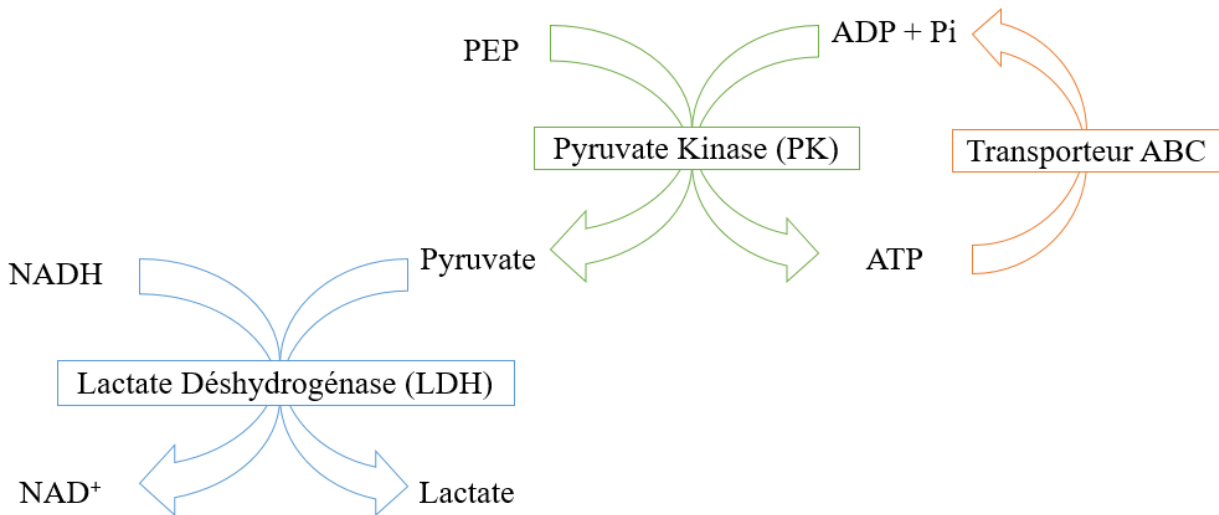 PEP
ADP + Pi
Pyruvate Kinase (PK)
Transporteur ABC
NADH
Pyruvate
ATP
Lactate Déshydrogénase (LDH)
NAD⁺
Lactate